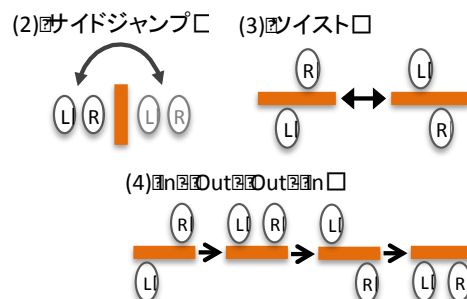 (2) サイドジャンプ
(3) ツイスト
R L
L R L R
L R
(4) In Out Out In
R L R L
L R L R